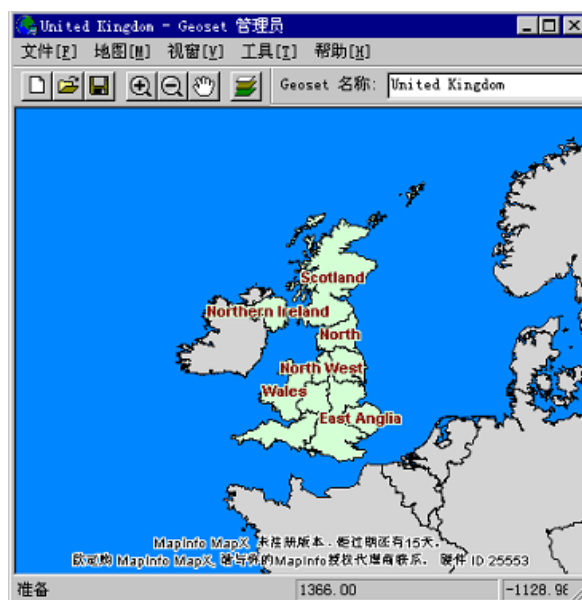 United Kingdom - Geoset 管理员
文件[F] 地图[M] 视窗[V] 工具[T] 帮助[H]
Geoset 名称: United Kingdom
Scotland
Northern Ireland
North
North West
Wales
East Anglia
MapInfo MapX 未注册版本. 距过期还有15天.
欲购 MapInfo MapX, 请与你的MapInfo授权代理商联系. 硬件 ID 25553
准备 1366.00 -1128.98